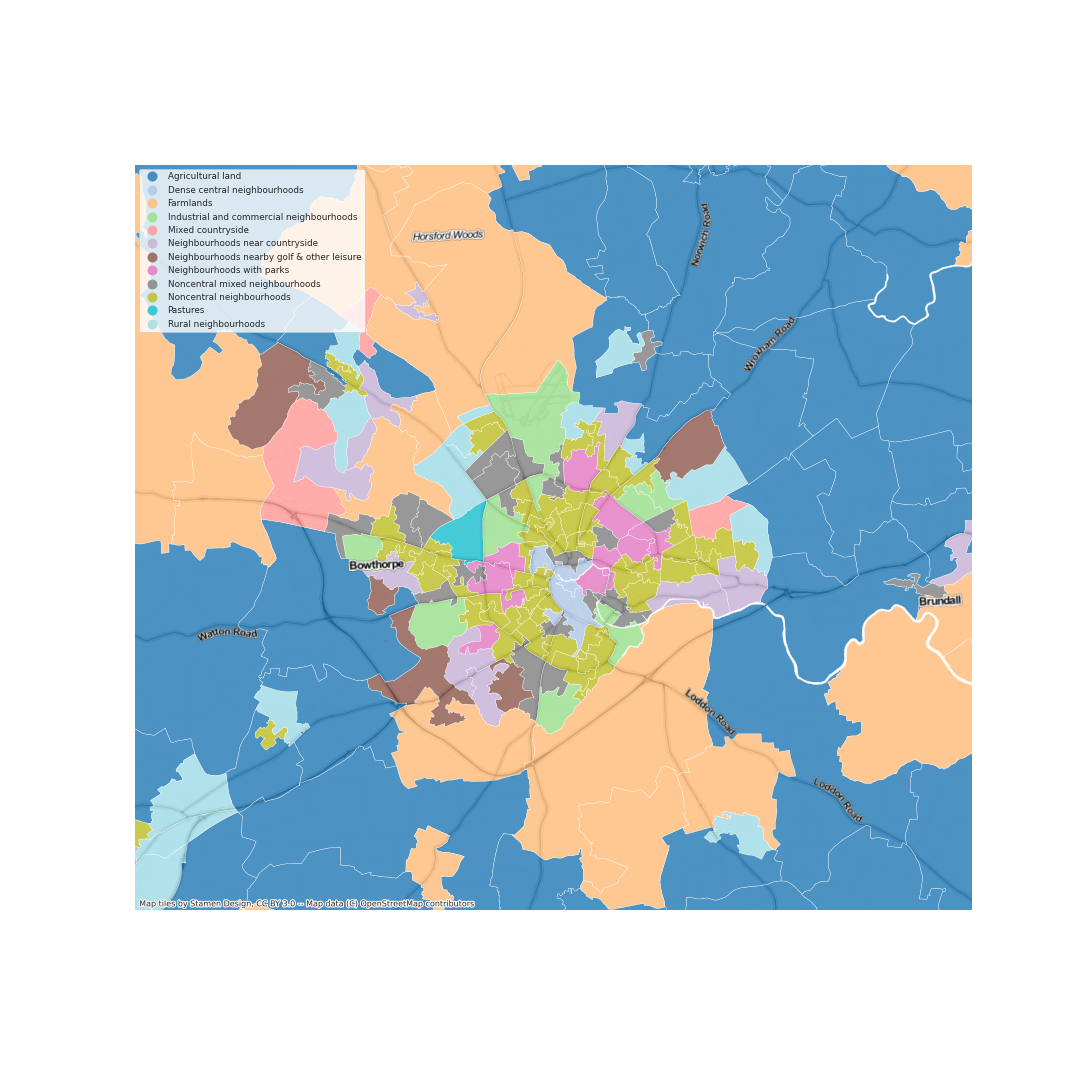 Agricultural land
Dense central neighbourhoods
Farmlands
Industrial and commercial neighbourhoods
Mixed countryside
Neighbourhoods near countryside
Neighbourhoods nearby golf & other leisure
Neighbourhoods with parks
Noncentral mixed neighbourhoods
Noncentral neighbourhoods
Pastures
Rural neighbourhoods
Horsford Woods
Norwich Road
Wroxham Road
Bowthorpe
Brundall
Watton Road
Loddon Road
Loddon Road
Map tiles by Stamen Design, CC BY 3.0 -- Map data (C) OpenStreetMap contributors